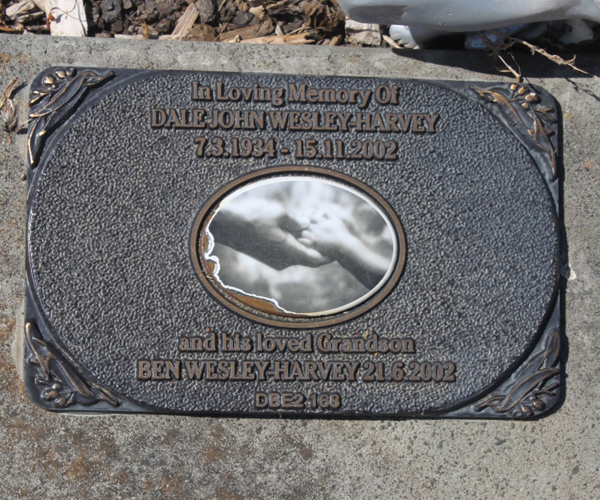 In Loving Memory Of
DALE JOHN WESLEY-HARVEY
7.3.1934 - 15.11.2002
and his loved Grandson
BEN WESLEY-HARVEY 21.6.2002
DBE2.168